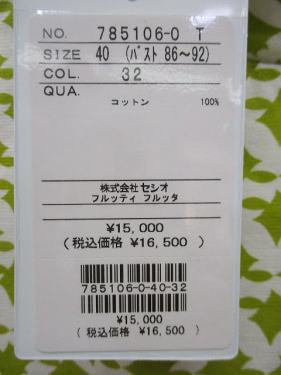 NO. 785106-0 T
SIZE 40 (バスト 86～92)
COL. 32
QUA.
コットン 100%
株式会社 セシオ
フルッティ フルッタ
¥15,000
(税込価格 ¥16,500 )
785106-0-40-32
¥15,000
(税込価格 ¥16,500 )